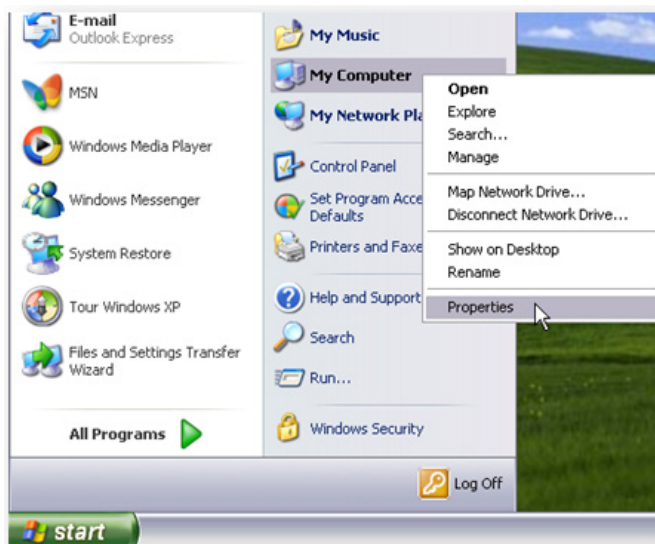 E-mail
Outlook Express
MSN
Windows Media Player
Windows Messenger
System Restore
Tour Windows XP
Files and Settings Transfer
Wizard
All Programs
My Music
My Computer
My Network Pla
Control Panel
Set Program Acce
Defaults
Printers and Faxe
Help and Support
Search
Run...
Windows Security
Open
Explore
Search...
Manage
Map Network Drive...
Disconnect Network Drive...
Show on Desktop
Rename
Properties
Log Off
start